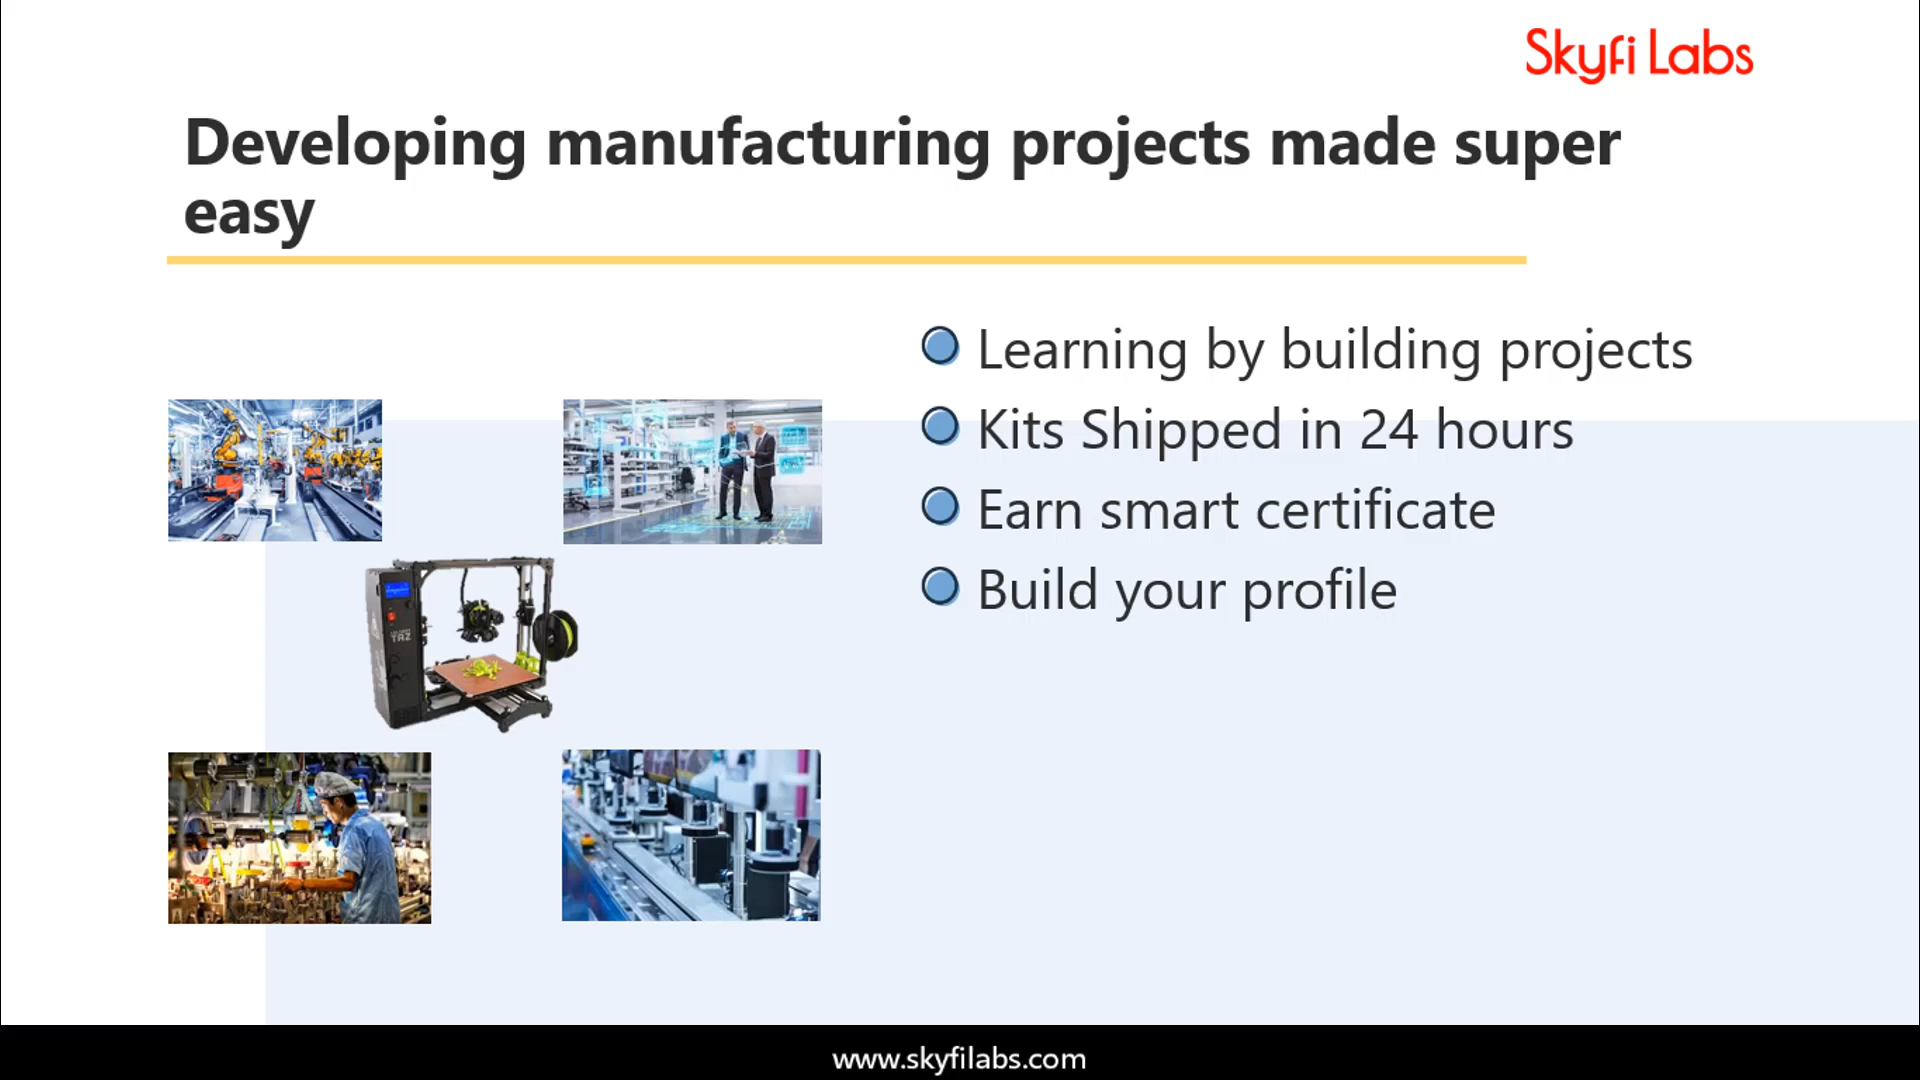 Skyfi Labs
Developing manufacturing projects made super
easy
Learning by building projects
Kits Shipped in 24 hours
Earn smart certificate
Build your profile
TAZ
www.skyfilabs.com